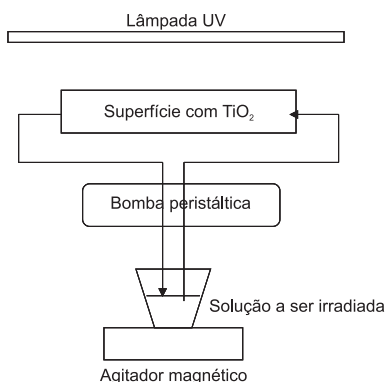 Lâmpada UV
Superfície com TiO₂
Bomba peristáltica
Solução a ser irradiada
Agitador magnético